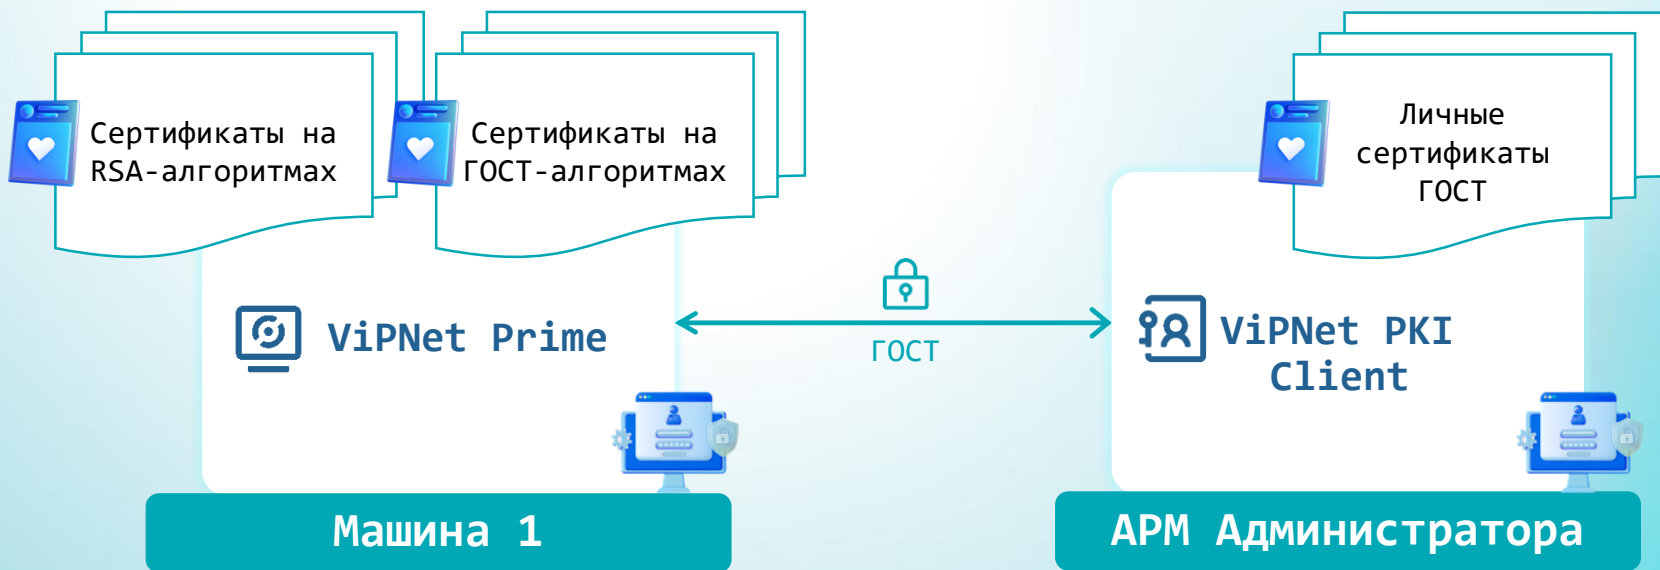 Сертификаты на
RSA-алгоритмах
Сертификаты на
ГОСТ-алгоритмах
Личные
сертификаты
ГОСТ
ViPNet Prime
ГОСТ
ViPNet PKI
Client
Машина 1
АРМ Администратора